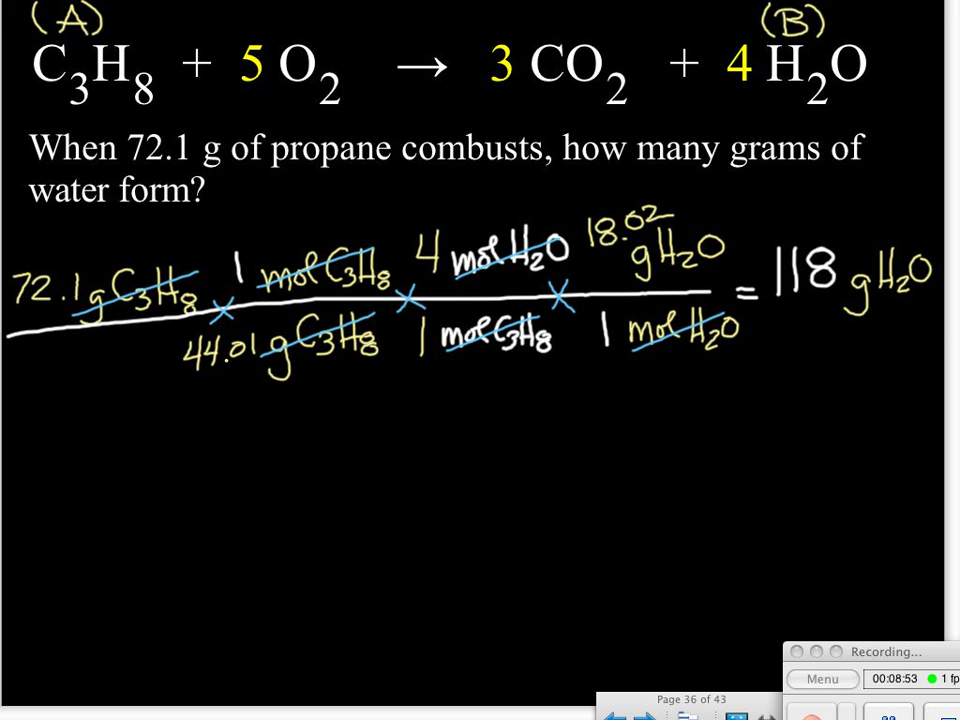 (A) (B)
C3H8 + 5 O2 → 3 CO2 + 4 H2O
When 72.1 g of propane combusts, how many grams of
water form?
72.1 g C3H8 × 1 mol C3H8 × 4 mol H2O × 18.02 g H2O = 118 g H2O
44.01 g C3H8 1 mol C3H8 1 mol H2O
Recording...
Menu 00:08:53 1 fp
Page 36 of 43